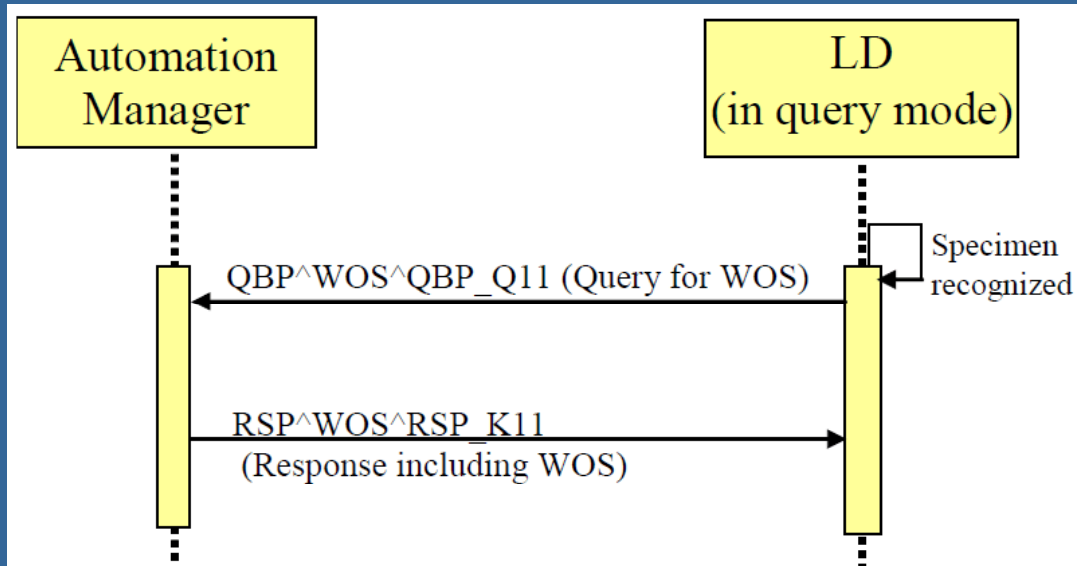 Automation
Manager
LD
(in query mode)
Specimen
recognized
QBP^WOS^QBP_Q11 (Query for WOS)
RSP^WOS^RSP_K11
(Response including WOS)